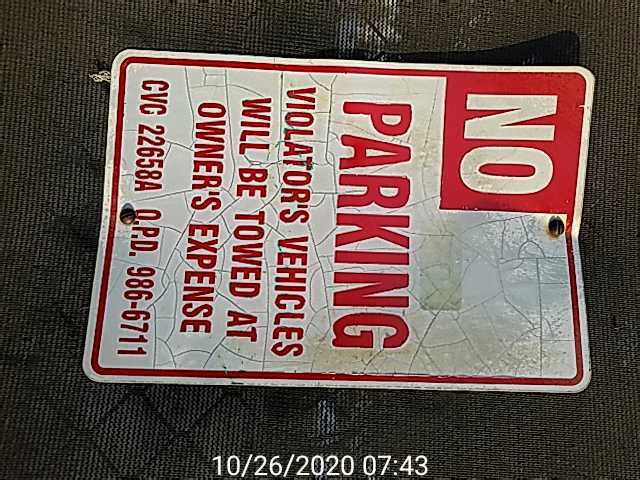 NO
PARKING
VIOLATOR'S VEHICLES
WILL BE TOWED AT
OWNER'S EXPENSE
CVC 22658A O.P.D. 986-6711
10/26/2020 07:43